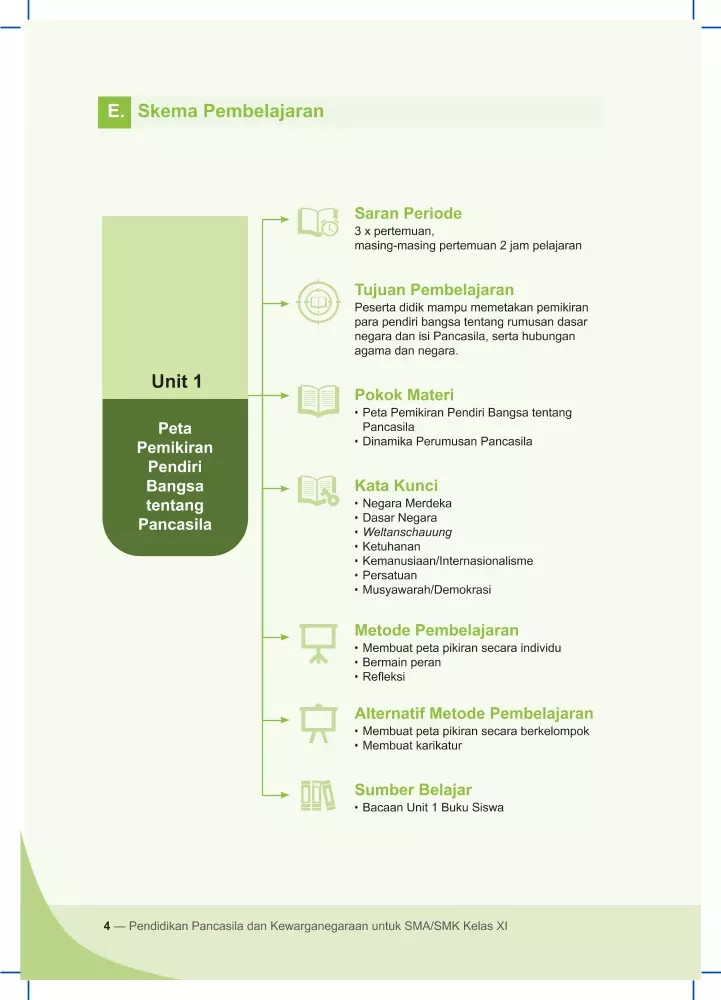 E. Skema Pembelajaran
Unit 1
Peta
Pemikiran
Pendiri
Bangsa
tentang
Pancasila
Saran Periode
3 x pertemuan,
masing-masing pertemuan 2 jam pelajaran
Tujuan Pembelajaran
Peserta didik mampu memetakan pemikiran
para pendiri bangsa tentang rumusan dasar
negara dan isi Pancasila, serta hubungan
agama dan negara.
Pokok Materi
• Peta Pemikiran Pendiri Bangsa tentang
Pancasila
• Dinamika Perumusan Pancasila
Kata Kunci
• Negara Merdeka
• Dasar Negara
• Weltanschauung
• Ketuhanan
• Kemanusiaan/Internasionalisme
• Persatuan
• Musyawarah/Demokrasi
Metode Pembelajaran
• Membuat peta pikiran secara individu
• Bermain peran
• Refleksi
Alternatif Metode Pembelajaran
• Membuat peta pikiran secara berkelompok
• Membuat karikatur
Sumber Belajar
• Bacaan Unit 1 Buku Siswa
4 — Pendidikan Pancasila dan Kewarganegaraan untuk SMA/SMK Kelas XI